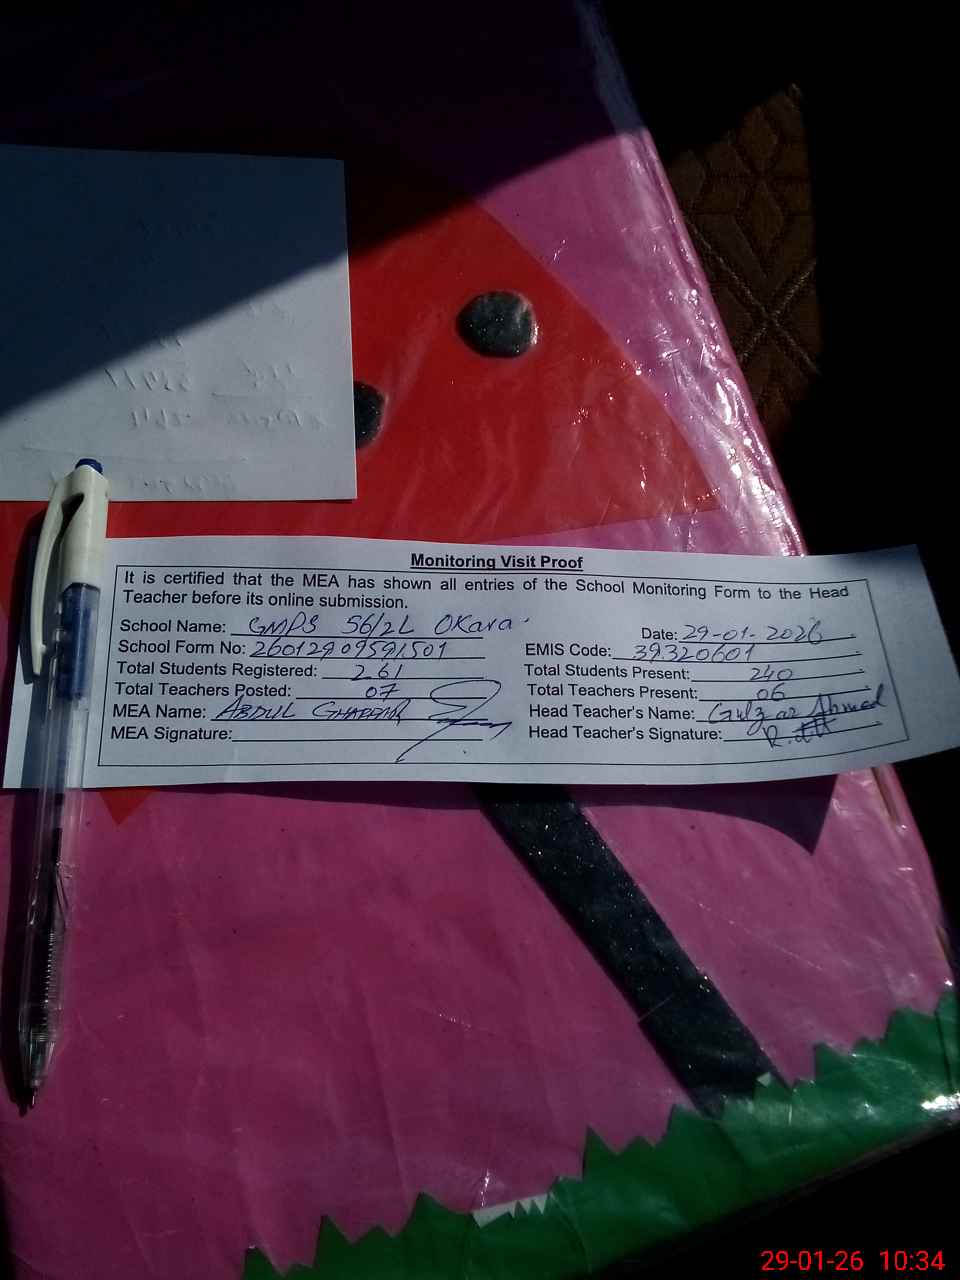 Monitoring Visit Proof
It is certified that the MEA has shown all entries of the School Monitoring Form to the Head
Teacher before its online submission.
School Name: GMPS 56/2L Okara.
Date: 29-01-2026
School Form No: 26012909591501
EMIS Code: 39320601
Total Students Registered: 261
Total Students Present: 240
Total Teachers Posted: 07
Total Teachers Present: 06
MEA Name: ABDUL GHAFFAR
Head Teacher's Name: Gulzar Ahmed
MEA Signature:
Head Teacher's Signature:
29-01-26 10:34